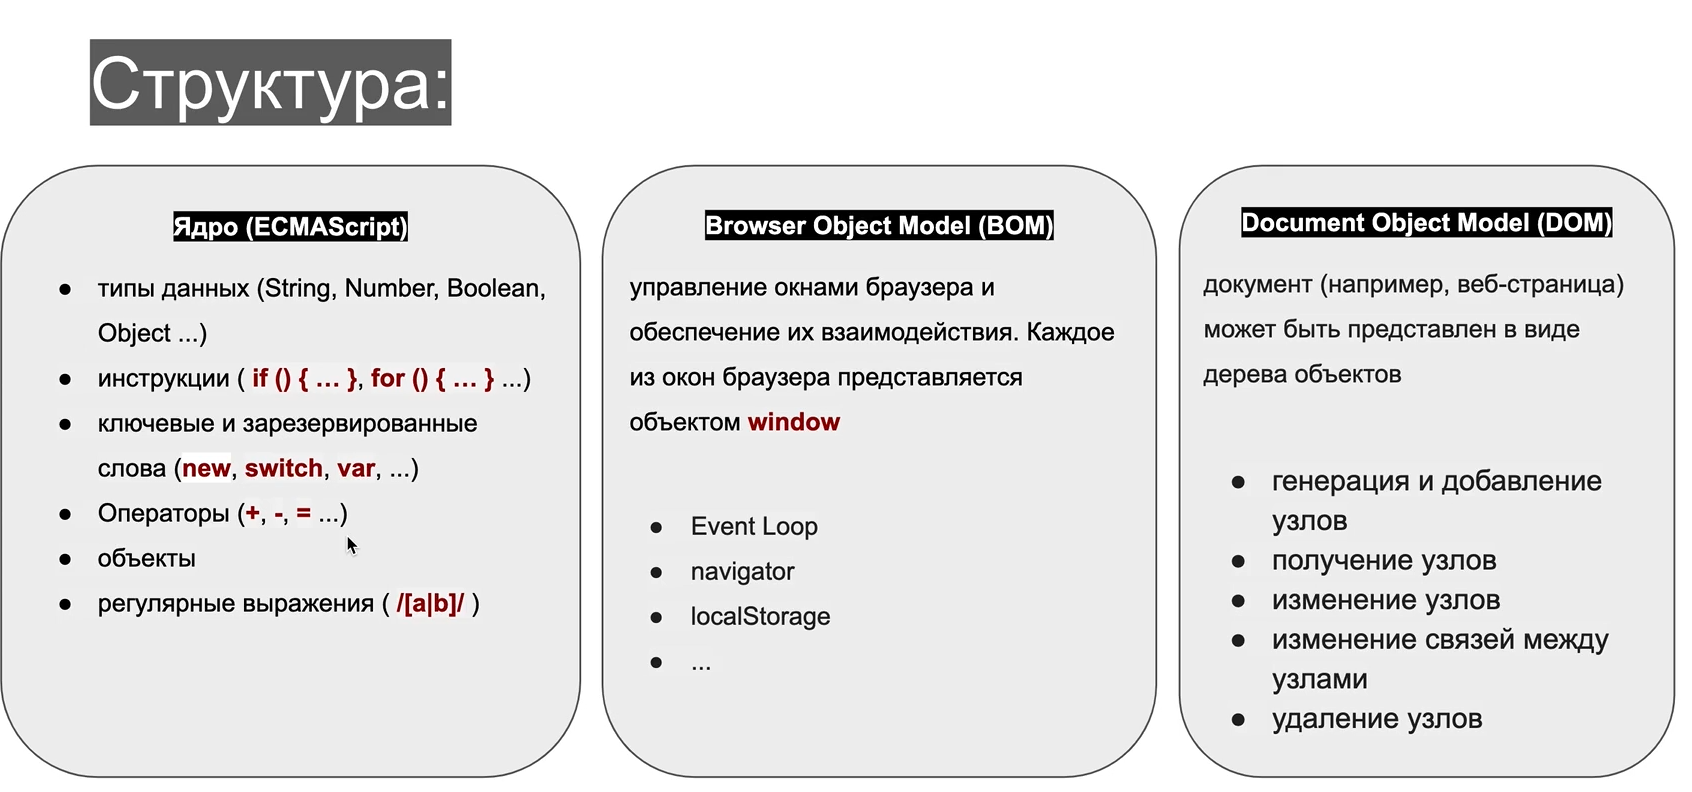 Структура:
Ядро (ECMAScript)
● типы данных (String, Number, Boolean,
Object ...)
● инструкции ( if () { ... }, for () { ... } ...)
● ключевые и зарезервированные
слова (new, switch, var, ...)
● Операторы (+, -, = ...)
● объекты
● регулярные выражения ( /[a|b]/ )
Browser Object Model (BOM)
управление окнами браузера и
обеспечение их взаимодействия. Каждое
из окон браузера представляется
объектом window
● Event Loop
● navigator
● localStorage
● ...
Document Object Model (DOM)
документ (например, веб-страница)
может быть представлен в виде
дерева объектов
● генерация и добавление
узлов
● получение узлов
● изменение узлов
● изменение связей между
узлами
● удаление узлов